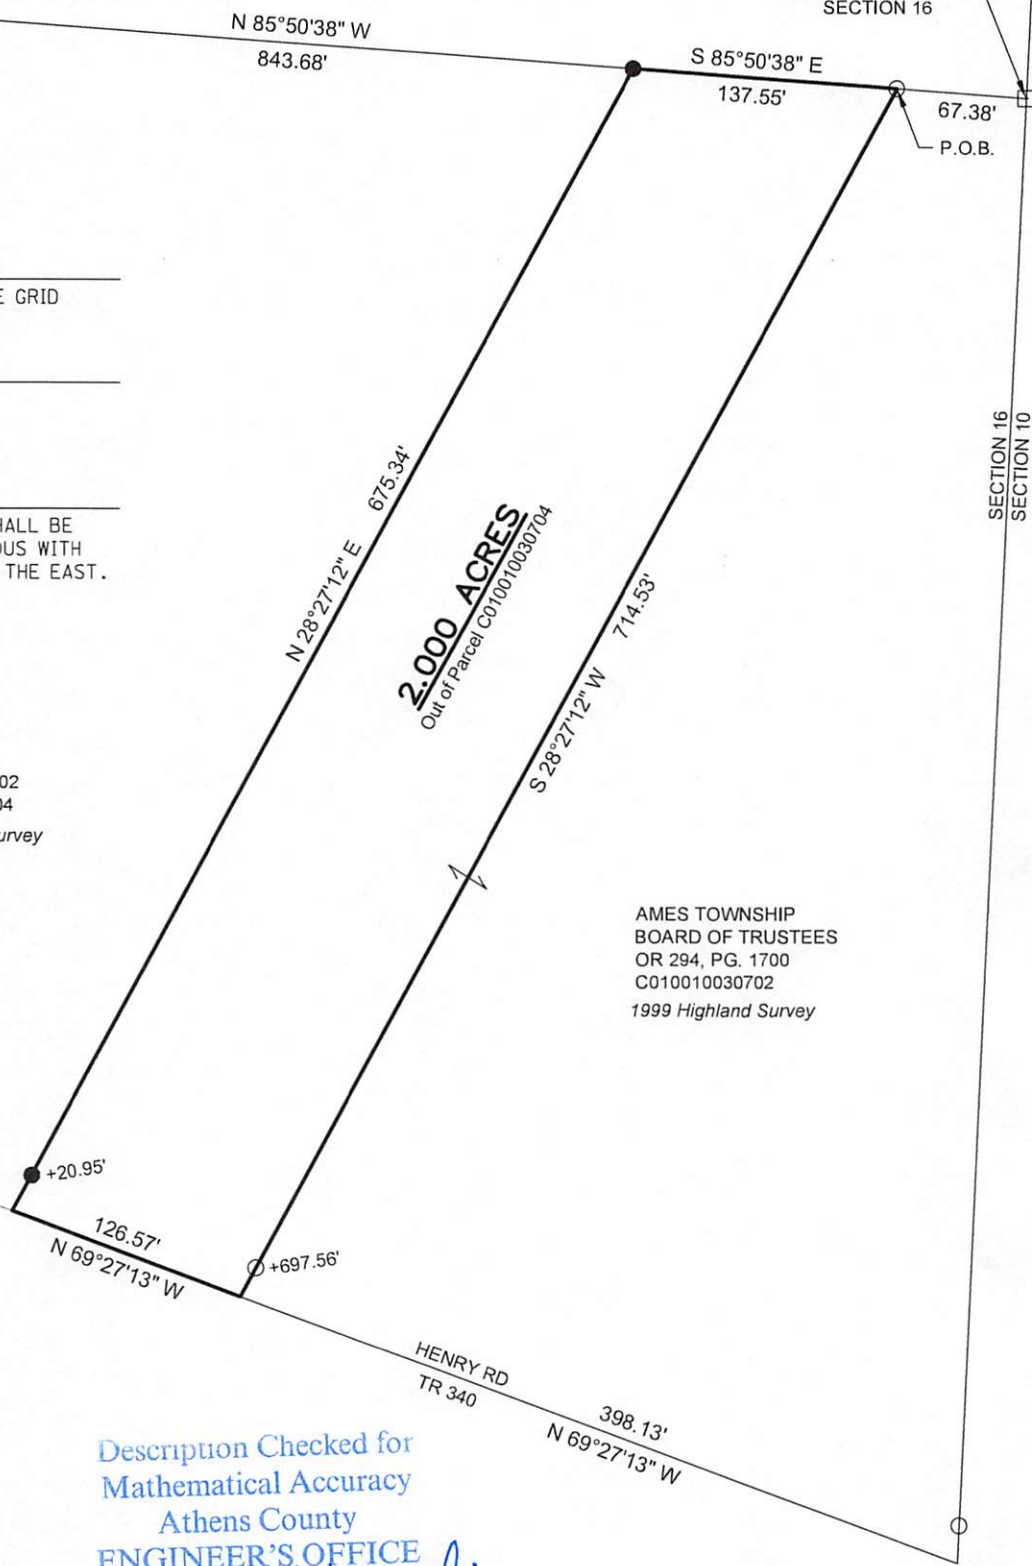 SECTION 16
N 85°50'38" W
843.68'
S 85°50'38" E
137.55'
67.38'
P.O.B.
GRID
HALL BE
WITH
THE EAST.
SECTION 16
SECTION 10
675.34'
N 28°27'12" E
2.000 ACRES
Out of Parcel C010010030704
714.53'
S 28°27'12" W
02
04
AMES TOWNSHIP
BOARD OF TRUSTEES
OR 294, PG. 1700
C010010030702
1999 Highland Survey
+20.95'
126.57'
N 69°27'13" W
+697.56'
HENRY RD
TR 340
398.13'
N 69°27'13" W
Description Checked for
Mathematical Accuracy
Athens County
ENGINEER'S OFFICE